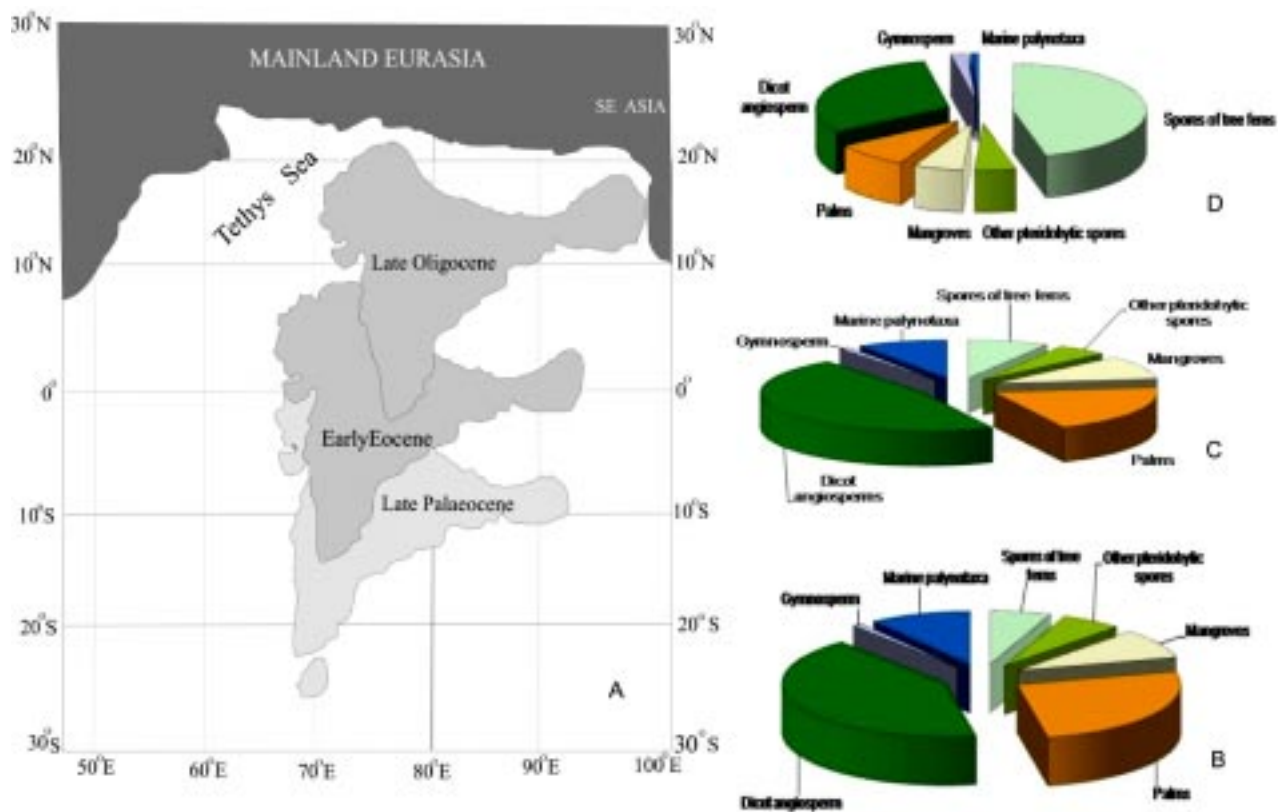 30°N
30°N
MAINLAND EURASIA
SE ASIA
20°N
20°N
Tethys Sea
10°N
Late Oligocene
10°N
0°
0°
EarlyEocene
Late Palaeocene
10°S
10°S
20°S
20°S
A
30°S
30°S
50°E
60°E
70°E
80°E
90°E
100°E
Gymnosperm
Marine palynotaxa
Dicot
angiosperm
Spores of tree ferns
Palms
Mangroves
Other pteridohytic spores
D
Spores of tree ferns
Other pteridohytic
spores
Marine palynotaxa
Gymnosperm
Mangroves
C
Palms
Dicot
angiosperms
Spores of tree
ferns
Other pteridohytic
spores
Marine palynotaxa
Gymnosperm
Mangroves
B
Dicot angiosperm
Palms